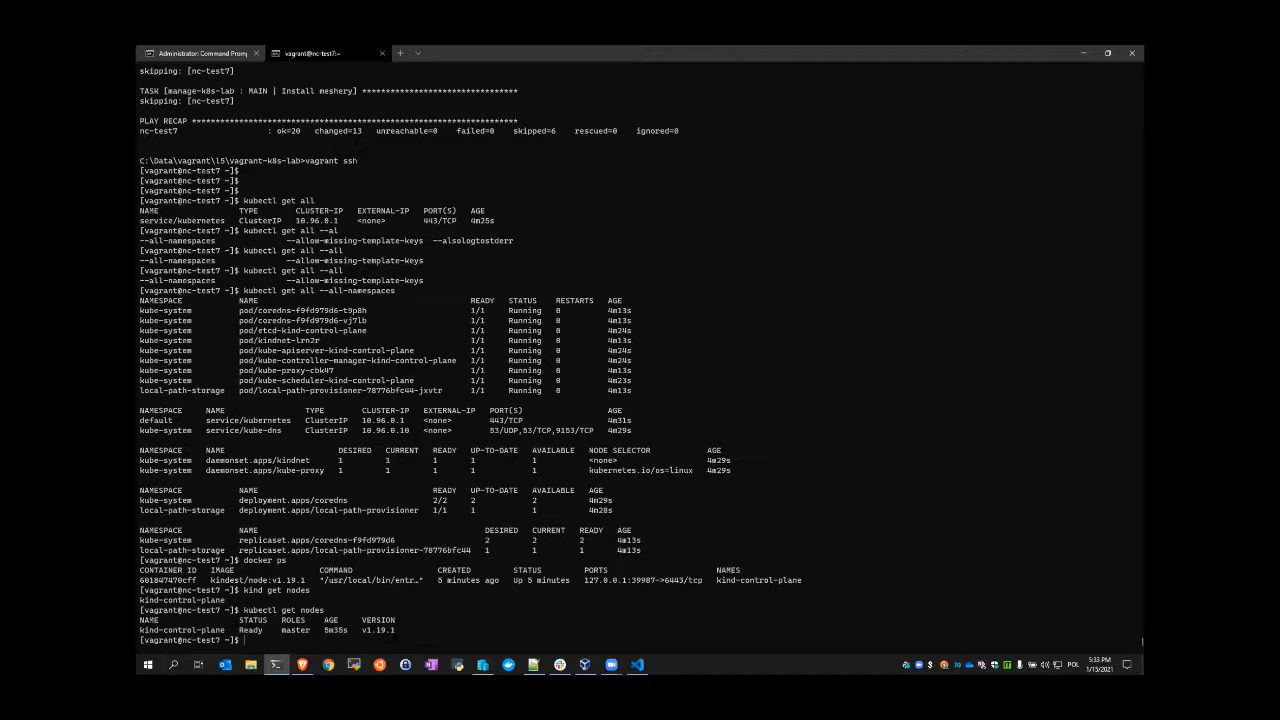 Administrator: Command Promp
vagrant@nc-test7:~
skipping: [nc-test7]
TASK [manage-k8s-lab : MAIN | Install meshery] *********************************
skipping: [nc-test7]
PLAY RECAP *********************************************************************
nc-test7 : ok=20 changed=13 unreachable=0 failed=0 skipped=6 rescued=0 ignored=0
C:\Data\vagrant\l5\vagrant-k8s-lab>vagrant ssh
[vagrant@nc-test7 ~]$
[vagrant@nc-test7 ~]$
[vagrant@nc-test7 ~]$
[vagrant@nc-test7 ~]$ kubectl get all
NAME TYPE CLUSTER-IP EXTERNAL-IP PORT(S) AGE
service/kubernetes ClusterIP 10.96.0.1 <none> 443/TCP 4m25s
[vagrant@nc-test7 ~]$ kubectl get all --al
--all-namespaces --allow-missing-template-keys --alsologtostderr
[vagrant@nc-test7 ~]$ kubectl get all --all
--all-namespaces --allow-missing-template-keys
[vagrant@nc-test7 ~]$ kubectl get all --all
--all-namespaces --allow-missing-template-keys
[vagrant@nc-test7 ~]$ kubectl get all --all-namespaces
NAMESPACE NAME READY STATUS RESTARTS AGE
kube-system pod/coredns-f9fd979d6-t9p8h 1/1 Running 0 4m13s
kube-system pod/coredns-f9fd979d6-vj7lb 1/1 Running 0 4m13s
kube-system pod/etcd-kind-control-plane 1/1 Running 0 4m24s
kube-system pod/kindnet-lrn2r 1/1 Running 0 4m13s
kube-system pod/kube-apiserver-kind-control-plane 1/1 Running 0 4m24s
kube-system pod/kube-controller-manager-kind-control-plane 1/1 Running 0 4m24s
kube-system pod/kube-proxy-cbk47 1/1 Running 0 4m13s
kube-system pod/kube-scheduler-kind-control-plane 1/1 Running 0 4m23s
local-path-storage pod/local-path-provisioner-78776bfc44-jxvtr 1/1 Running 0 4m13s
NAMESPACE NAME TYPE CLUSTER-IP EXTERNAL-IP PORT(S) AGE
default service/kubernetes ClusterIP 10.96.0.1 <none> 443/TCP 4m31s
kube-system service/kube-dns ClusterIP 10.96.0.10 <none> 53/UDP,53/TCP,9153/TCP 4m29s
NAMESPACE NAME DESIRED CURRENT READY UP-TO-DATE AVAILABLE NODE SELECTOR AGE
kube-system daemonset.apps/kindnet 1 1 1 1 1 <none> 4m29s
kube-system daemonset.apps/kube-proxy 1 1 1 1 1 kubernetes.io/os=linux 4m29s
NAMESPACE NAME READY UP-TO-DATE AVAILABLE AGE
kube-system deployment.apps/coredns 2/2 2 2 4m29s
local-path-storage deployment.apps/local-path-provisioner 1/1 1 1 4m28s
NAMESPACE NAME DESIRED CURRENT READY AGE
kube-system replicaset.apps/coredns-f9fd979d6 2 2 2 4m13s
local-path-storage replicaset.apps/local-path-provisioner-78776bfc44 1 1 1 4m13s
[vagrant@nc-test7 ~]$ docker ps
CONTAINER ID IMAGE COMMAND CREATED STATUS PORTS NAMES
601847470cff kindest/node:v1.19.1 "/usr/local/bin/entr…" 5 minutes ago Up 5 minutes 127.0.0.1:39987->6443/tcp kind-control-plane
[vagrant@nc-test7 ~]$ kind get nodes
kind-control-plane
[vagrant@nc-test7 ~]$ kubectl get nodes
NAME STATUS ROLES AGE VERSION
kind-control-plane Ready master 5m35s v1.19.1
[vagrant@nc-test7 ~]$
POL
5:33 PM
1/15/2021